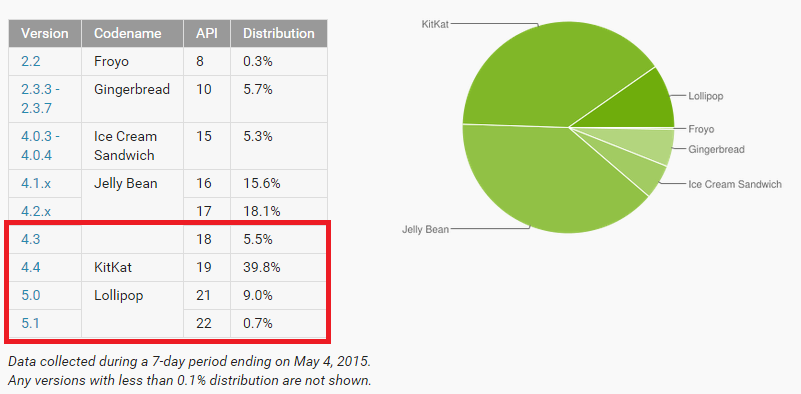 Version Codename API Distribution
2.2 Froyo 8 0.3%
2.3.3 - Gingerbread 10 5.7%
2.3.7
4.0.3 - Ice Cream 15 5.3%
4.0.4 Sandwich
4.1.x Jelly Bean 16 15.6%
4.2.x 17 18.1%
4.3 18 5.5%
4.4 KitKat 19 39.8%
5.0 Lollipop 21 9.0%
5.1 22 0.7%
Data collected during a 7-day period ending on May 4, 2015.
Any versions with less than 0.1% distribution are not shown.
KitKat
Lollipop
Froyo
Gingerbread
Ice Cream Sandwich
Jelly Bean